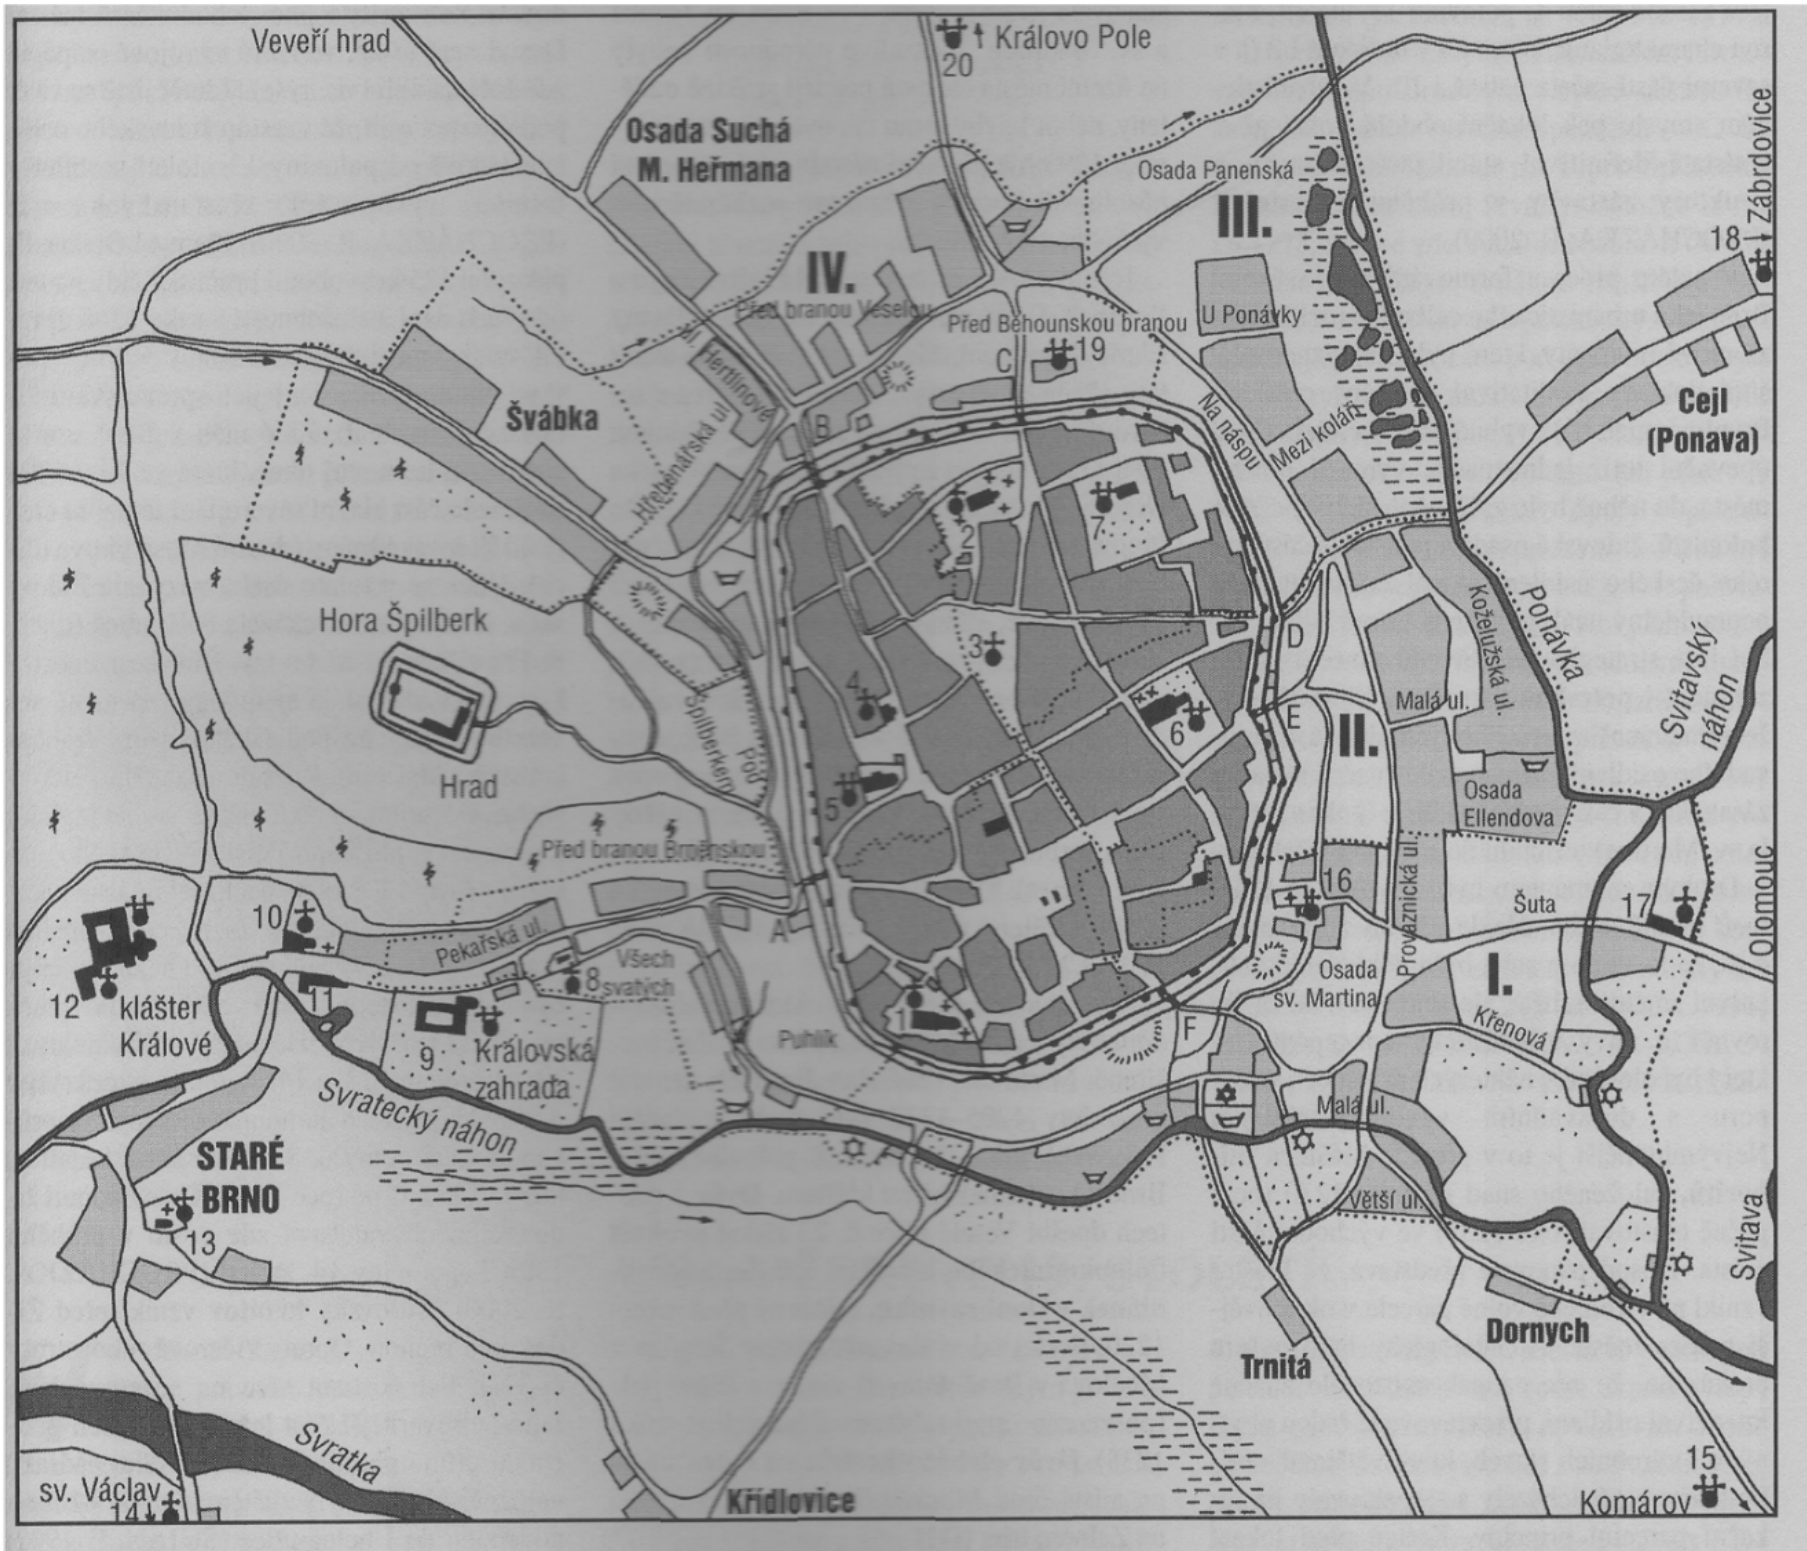 Veveří hrad
20
† Královo Pole
Osada Suchá
M. Heřmana
Osada Panenská
III.
Zábrdovice
18
IV.
Před branou Veselou
Před Běhounskou branou
U Ponávky
C
19
ul. Hertlinové
Švábka
B
Hředenářská ul.
Na náspu
Mezi koláři
Cejl
(Ponava)
2
7
Hora Špilberk
3
D
Koželužská ul.
Ponávka
Svitavský
náhon
4
6
E
Malá ul.
II.
Pod
Špilberkem
Hrad
5
Osada
Ellendova
Před branou Brněnskou
Provaznická ul.
16
Šuta
17
Olomouc
10
A
Pekařská ul.
Všech
svatých
8
Osada
sv. Martina
I.
12
klášter
Králové
11
1
F
Křenová
9
Královská
zahrada
Puhlík
Svratecký náhon
Malá ul.
STARÉ
BRNO
Větší ul.
13
Svitava
Dornych
Trnitá
Svratka
sv. Václav
14
Křídlovice
15
Komárov